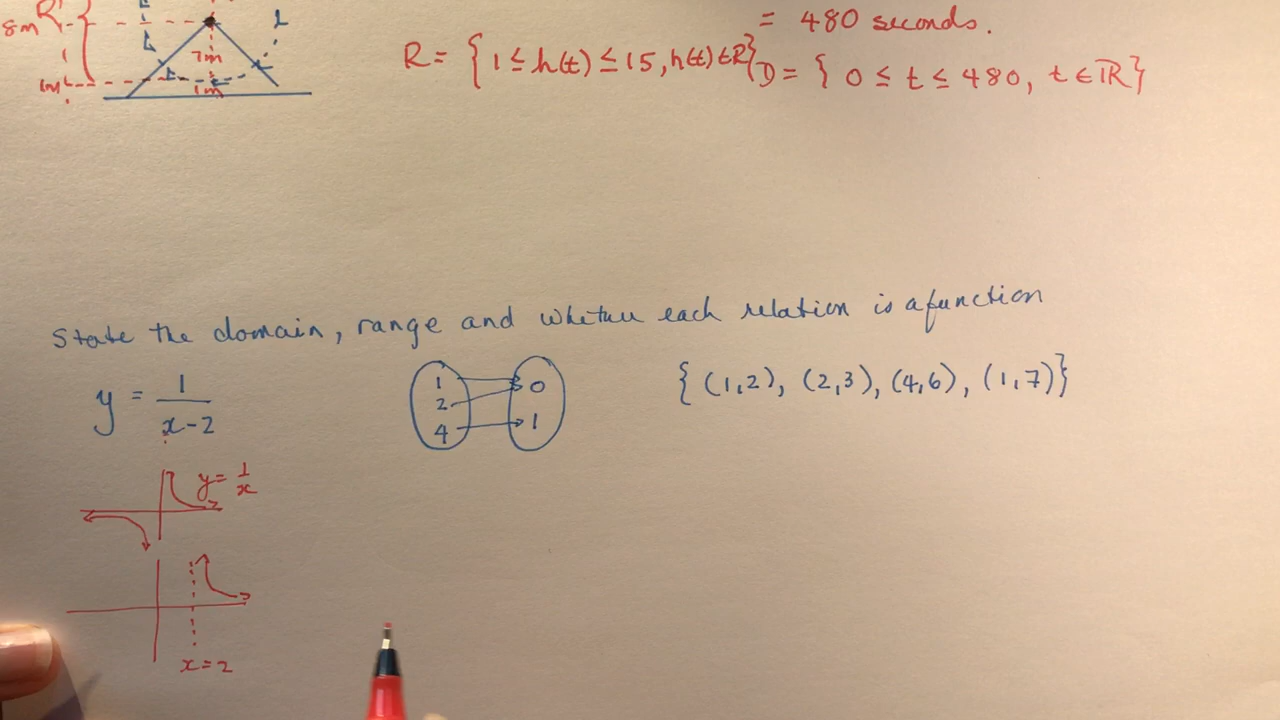 = 480 seconds.
8m
7m
1m
1m
R = { 1 ≤ h(t) ≤ 15, h(t) ∈ R}
D = { 0 ≤ t ≤ 480, t ∈ ℝ}
State the domain, range and whether each relation is a function
y = 1/(x-2)
1 2 4
0 1
{ (1,2), (2,3), (4,6), (1,7)}
y = 1/x
x = 2